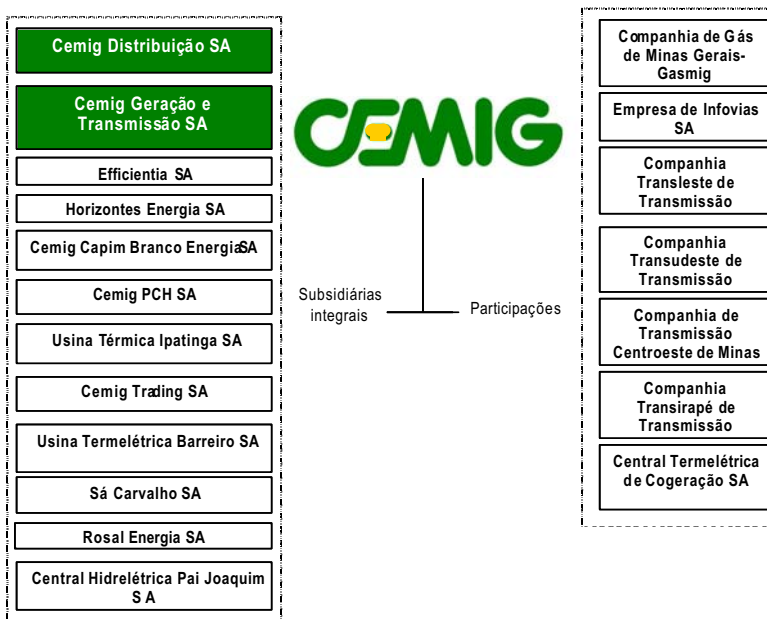 Cemig Distribuição SA
Cemig Geração e
Transmissão SA
Efficientia SA
Horizontes Energia SA
Cemig Capim Branco EnergiaSA
Cemig PCH SA
Usina Térmica Ipatinga SA
Cemig Trading SA
Usina Termelétrica Barreiro SA
Sá Carvalho SA
Rosal Energia SA
Central Hidrelétrica Pai Joaquim
S A
CEMIG
Subsidiárias
integrais
Participações
Companhia de Gás
de Minas Gerais-
Gasmig
Empresa de Infovias
SA
Companhia
Transleste de
Transmissão
Companhia
Transudeste de
Transmissão
Companhia de
Transmissão
Centroeste de Minas
Companhia
Transirapé de
Transmissão
Central Termelétrica
de Cogeração SA